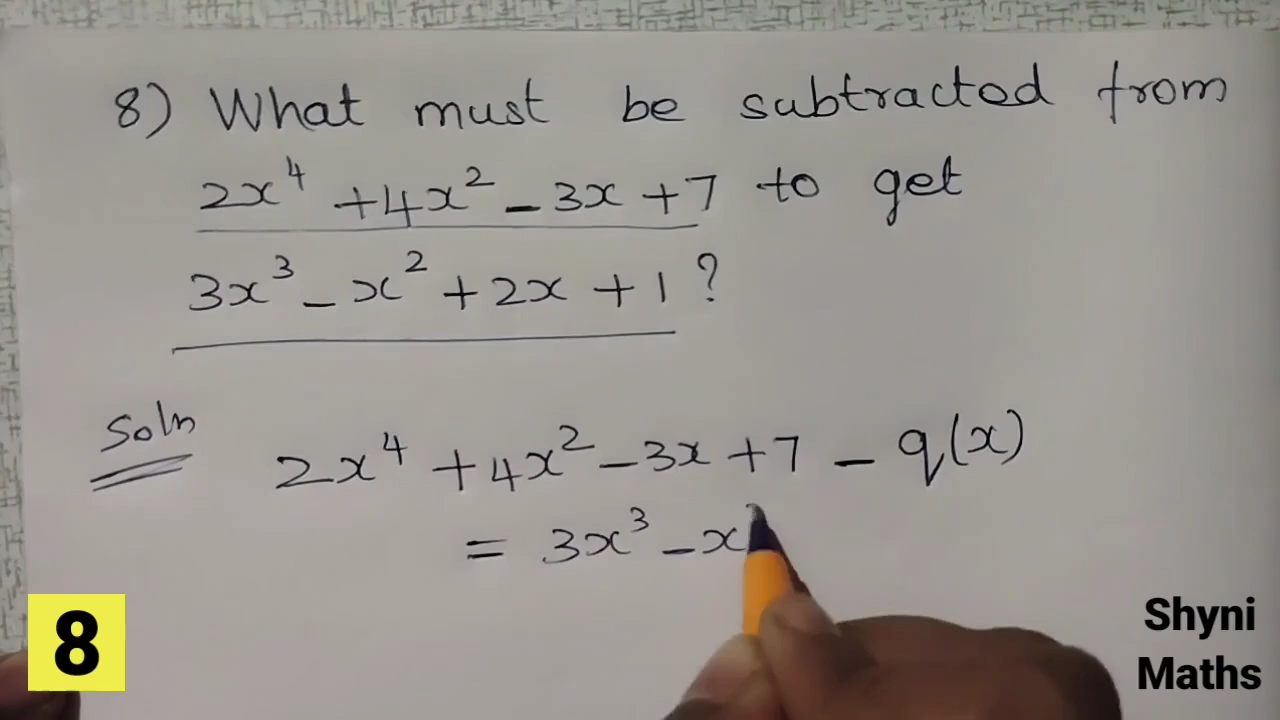 8) What must be subtracted from
2x⁴ + 4x² - 3x + 7 to get
3x³ - x² + 2x + 1 ?
Soln
2x⁴ + 4x² - 3x + 7 - q(x)
= 3x³ - x
8
Shyni
Maths